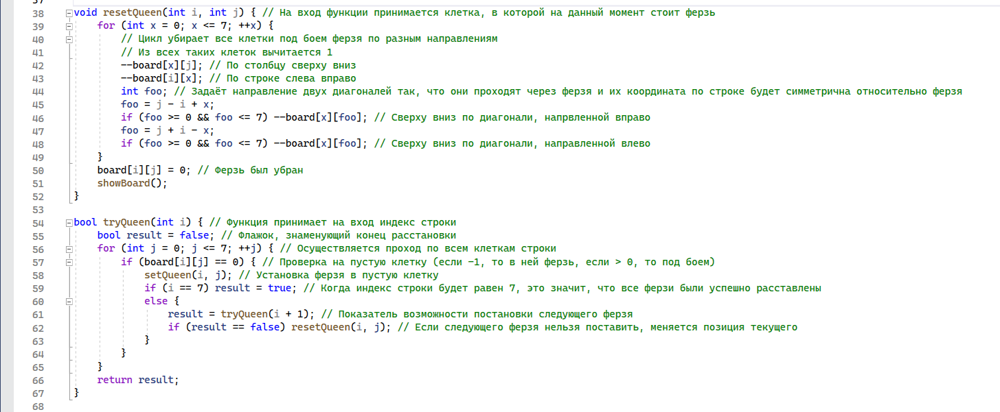 38 void resetQueen(int i, int j) { // На вход функции принимается клетка, в которой на данный момент стоит ферзь
39 for (int x = 0; x <= 7; ++x) {
40 // Цикл убирает все клетки под боем ферзя по разным направлениям
41 // Из всех таких клеток вычитается 1
42 --board[x][j]; // По столбцу сверху вниз
43 --board[i][x]; // По строке слева вправо
44 int foo; // Задаёт направление двух диагоналей так, что они проходят через ферзя и их координата по строке будет симметрична относительно ферзя
45 foo = j - i + x;
46 if (foo >= 0 && foo <= 7) --board[x][foo]; // Сверху вниз по диагонали, напрвленной вправо
47 foo = j + i - x;
48 if (foo >= 0 && foo <= 7) --board[x][foo]; // Сверху вниз по диагонали, направленной влево
49 }
50 board[i][j] = 0; // Ферзь был убран
51 showBoard();
52 }
53
54 bool tryQueen(int i) { // Функция принимает на вход индекс строки
55 bool result = false; // Флажок, знаменующий конец расстановки
56 for (int j = 0; j <= 7; ++j) { // Осуществляется проход по всем клеткам строки
57 if (board[i][j] == 0) { // Проверка на пустую клетку (если -1, то в ней ферзь, если > 0, то под боем)
58 setQueen(i, j); // Установка ферзя в пустую клетку
59 if (i == 7) result = true; // Когда индекс строки будет равен 7, это значит, что все ферзи были успешно расставлены
60 else {
61 result = tryQueen(i + 1); // Показатель возможности постановки следующего ферзя
62 if (result == false) resetQueen(i, j); // Если следующего ферзя нельзя поставить, меняется позиция текущего
63 }
64 }
65 }
66 return result;
67 }
68